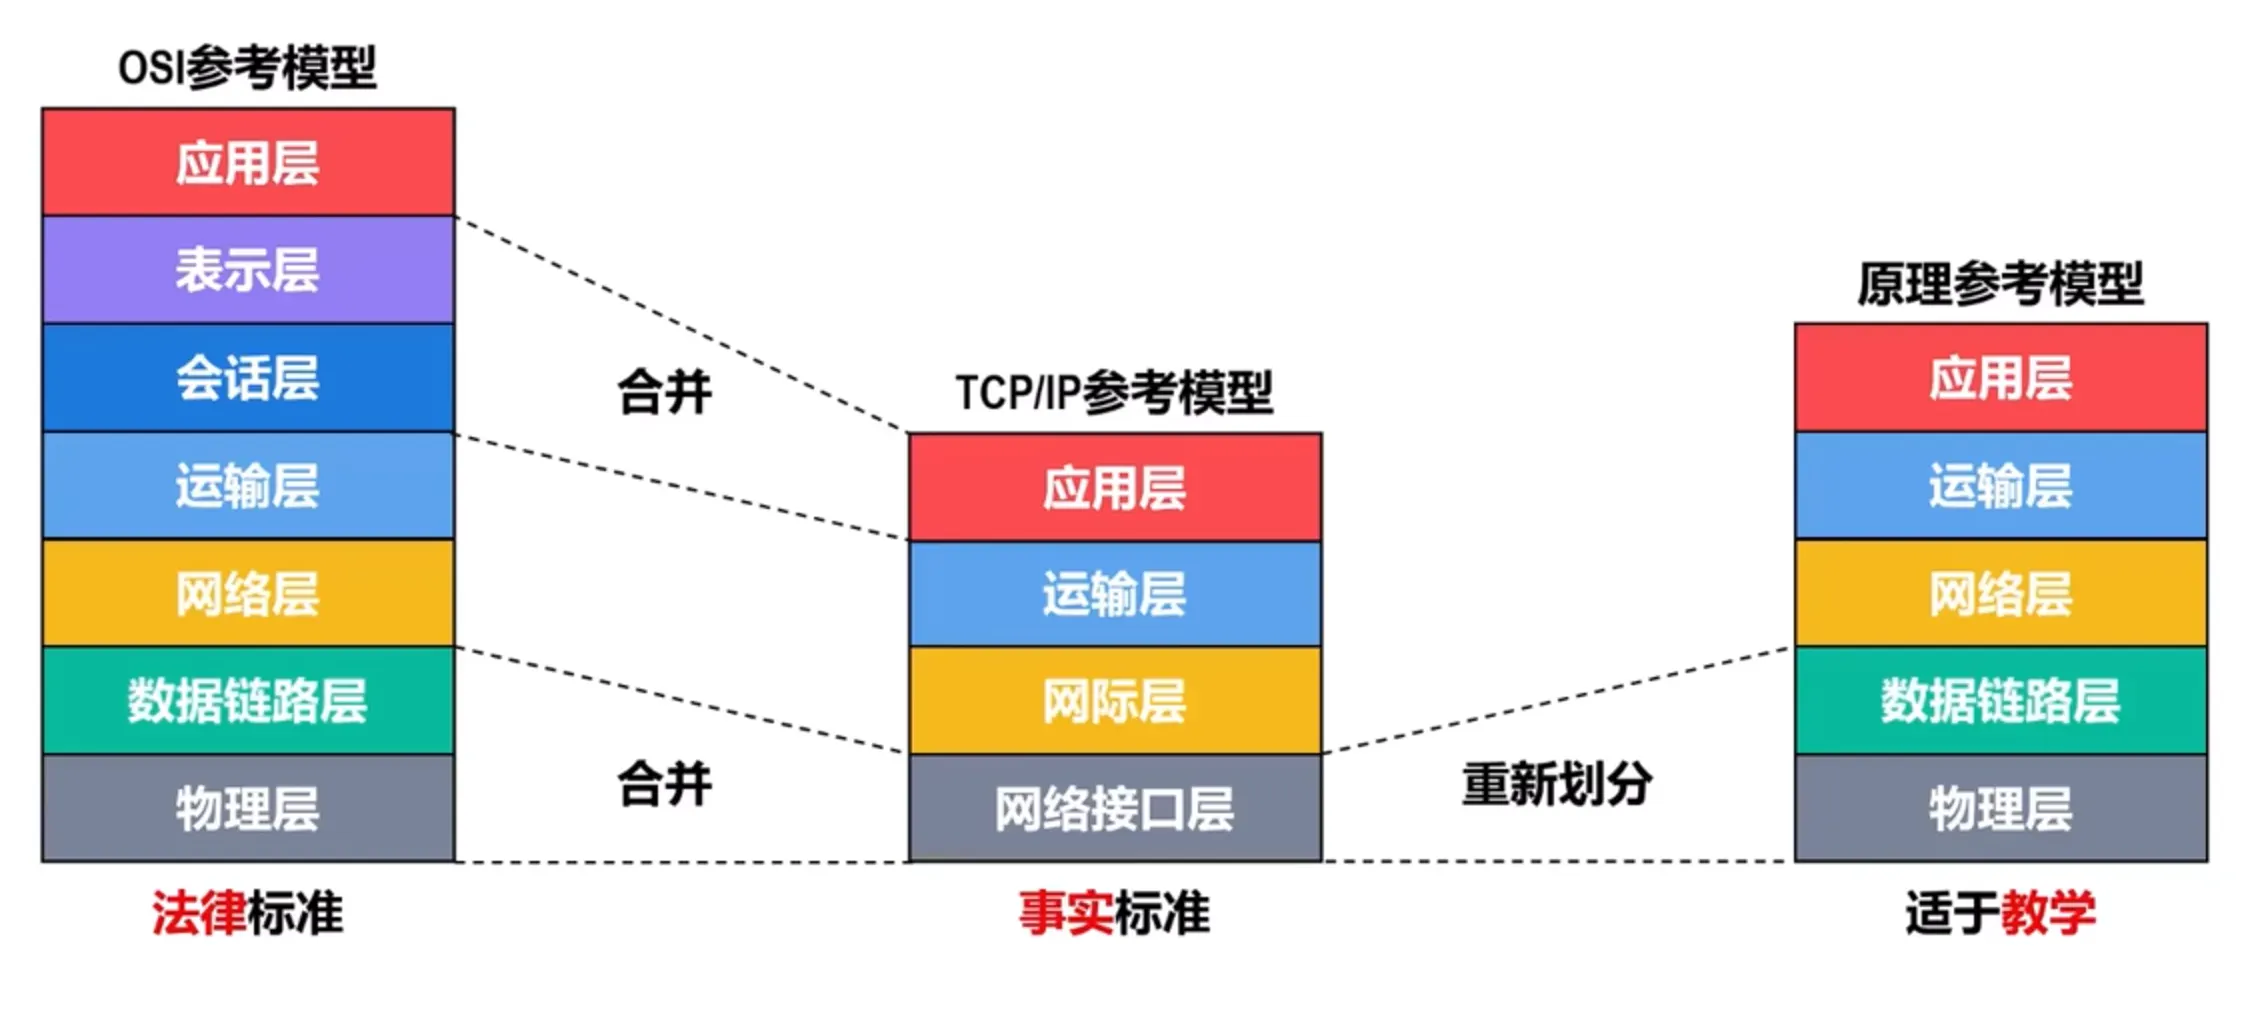 OSI参考模型
应用层
表示层
会话层
运输层
网络层
数据链路层
物理层
法律标准
合并
合并
TCP/IP参考模型
应用层
运输层
网际层
网络接口层
事实标准
重新划分
原理参考模型
应用层
运输层
网络层
数据链路层
物理层
适于教学